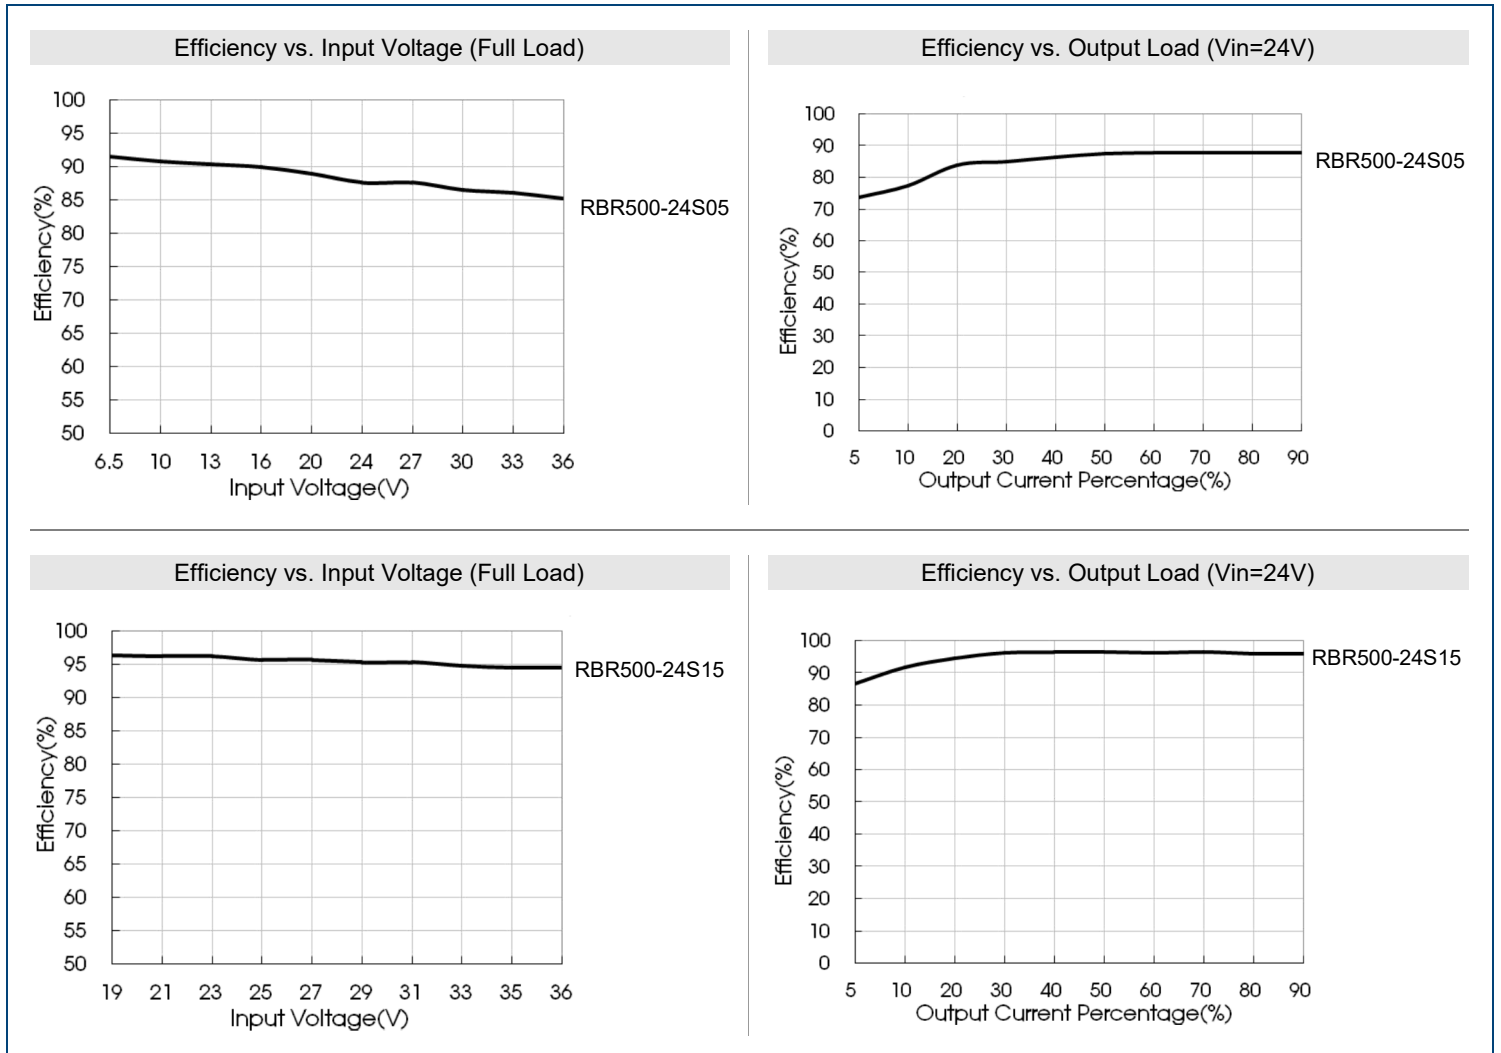 Efficiency vs. Input Voltage (Full Load)
100
95
90
85
80
75
70
65
60
55
50
Efficiency(%)
6.5 10 13 16 20 24 27 30 33 36
Input Voltage(V)
RBR500-24S05
Efficiency vs. Output Load (Vin=24V)
100
90
80
70
60
50
40
30
20
10
0
Efficiency(%)
5 10 20 30 40 50 60 70 80 90
Output Current Percentage(%)
RBR500-24S05
Efficiency vs. Input Voltage (Full Load)
100
95
90
85
80
75
70
65
60
55
50
Efficiency(%)
19 21 23 25 27 29 31 33 35 36
Input Voltage(V)
RBR500-24S15
Efficiency vs. Output Load (Vin=24V)
100
90
80
70
60
50
40
30
20
10
0
Efficiency(%)
5 10 20 30 40 50 60 70 80 90
Output Current Percentage(%)
RBR500-24S15